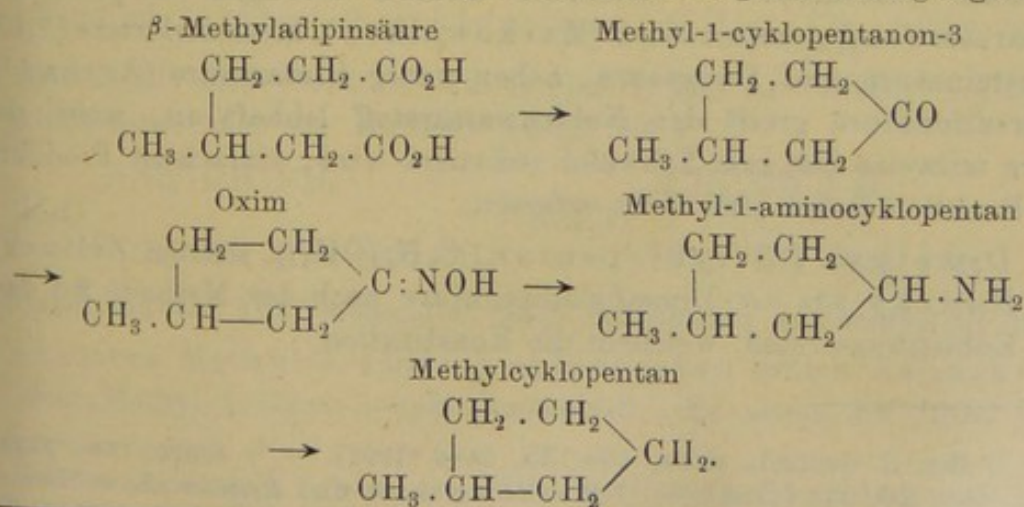 β-Methyladipinsäure Methyl-1-cyklopentanon-3
CH₂.CH₂.CO₂H CH₂.CH₂
→ CO
CH₃.CH.CH₂.CO₂H CH₃.CH.CH₂
Oxim Methyl-1-aminocyklopentan
CH₂—CH₂ CH₂.CH₂
→ C:NOH → CH.NH₂
CH₃.CH—CH₂ CH₃.CH.CH₂
Methylcyklopentan
CH₂.CH₂
→ CH₂.
CH₃.CH—CH₂